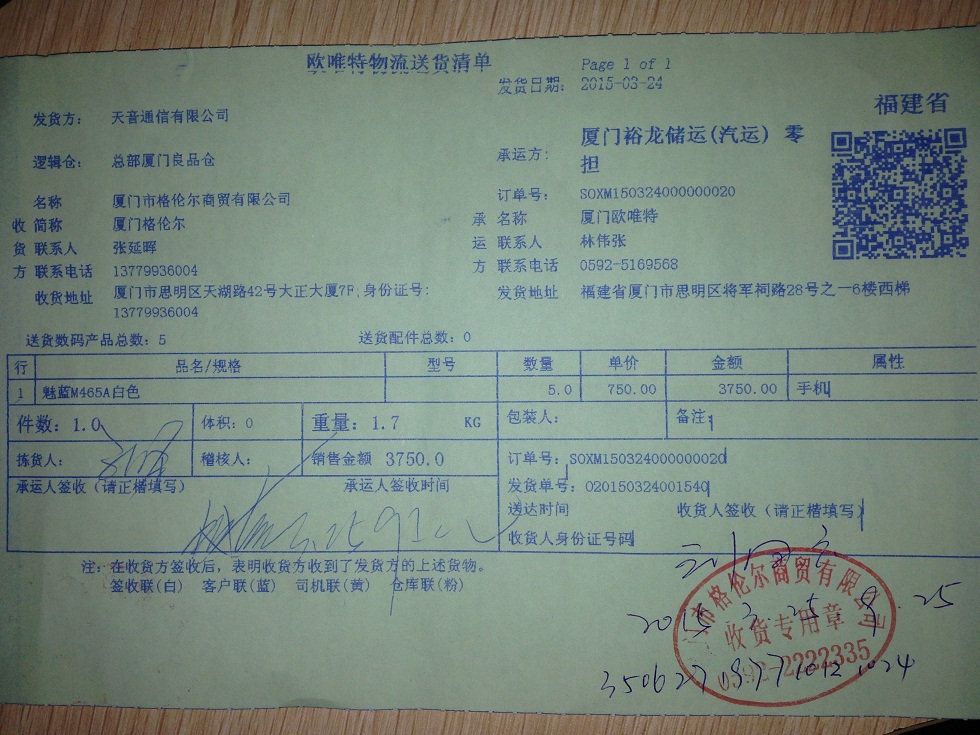 欧唯特物流送货清单
Page 1 of 1
发货日期: 2015-03-24
福建省
发货方: 天音通信有限公司
承运方: 厦门裕龙储运(汽运) 零担
逻辑仓: 总部厦门良品仓
订单号: SOXM150324000000020
收货方
名称 厦门市格伦尔商贸有限公司
简称 厦门格伦尔
联系人 张延晖
联系电话 13779936004
收货地址 厦门市思明区天湖路42号大正大厦7F,身份证号:
13779936004
承运方
名称 厦门欧唯特
联系人 林伟张
联系电话 0592-5169568
发货地址 福建省厦门市思明区将军祠路28号之一6楼西梯
送货数码产品总数: 5 送货配件总数: 0
行 品名/规格 型号 数量 单价 金额 属性
1 魅蓝M465A白色 5.0 750.00 3750.00 手机
件数: 1.0 体积: 0 重量: 1.7 KG 包装人: 备注:
拣货人: 稽核人: 销售金额 3750.0
订单号: SOXM150324000000020
承运人签收(请正楷填写) 承运人签收时间
发货单号: 0201503240015​40
送达时间 收货人签收(请正楷填写)
收货人身份证号码
注: 在收货方签收后, 表明收货方收到了发货方的上述货物。
签收联(白) 客户联(蓝) 司机联(黄) 仓库联(粉)
市格伦尔商贸有限公司
收货专用章
0592-2222335
2015 3. 25 9. 25